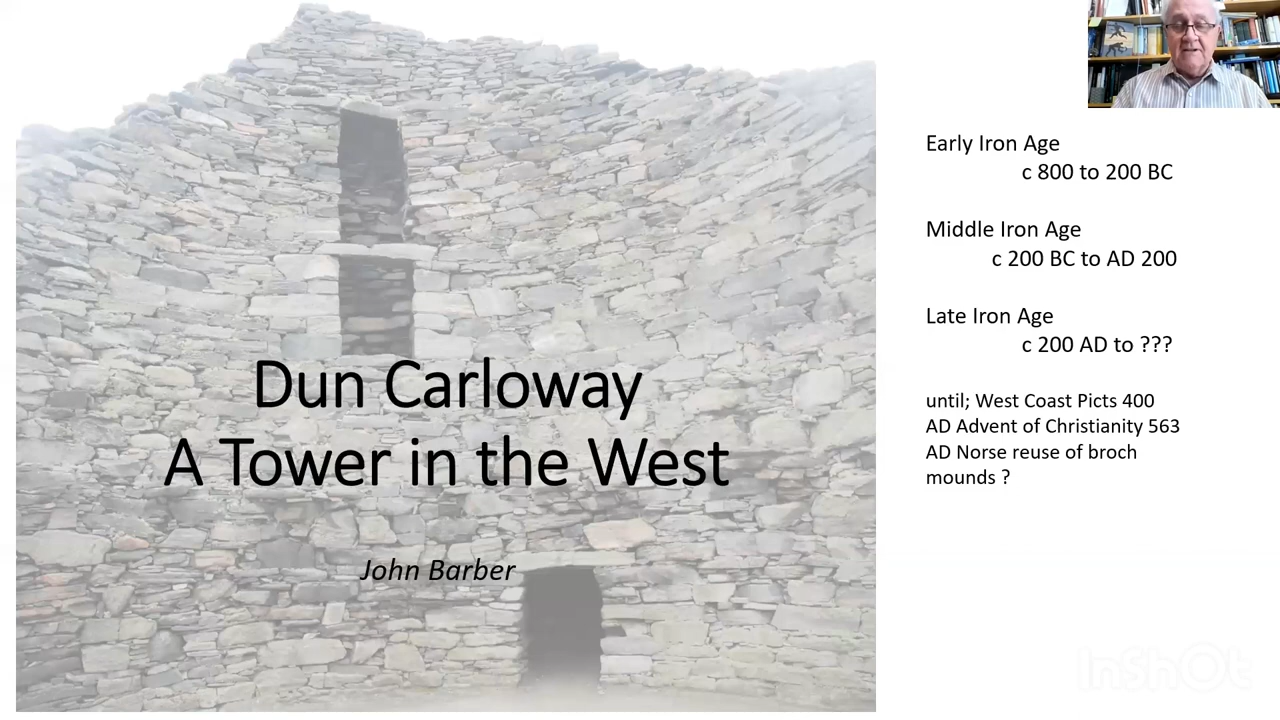 Dun Carloway
A Tower in the West
John Barber
Early Iron Age
c 800 to 200 BC
Middle Iron Age
c 200 BC to AD 200
Late Iron Age
c 200 AD to ???
until; West Coast Picts 400
AD Advent of Christianity 563
AD Norse reuse of broch
mounds ?
InShOt